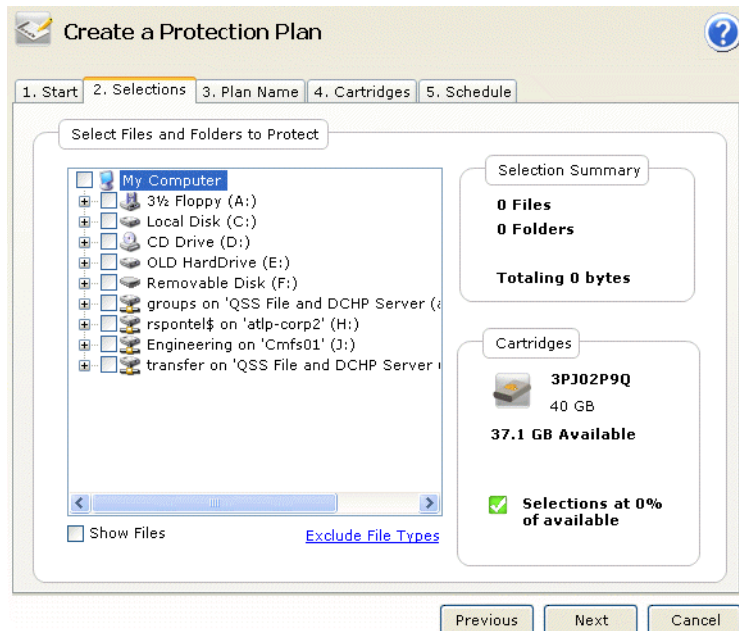 Create a Protection Plan
?
1. Start
2. Selections
3. Plan Name
4. Cartridges
5. Schedule
Select Files and Folders to Protect
My Computer
3½ Floppy (A:)
Local Disk (C:)
CD Drive (D:)
OLD HardDrive (E:)
Removable Disk (F:)
groups on 'QSS File and DCHP Server (
rspontel$ on 'atlp-corp2' (H:)
Engineering on 'Cmfs01' (J:)
transfer on 'QSS File and DCHP Server
Show Files
Exclude File Types
Selection Summary
0 Files
0 Folders
Totaling 0 bytes
Cartridges
3PJ02P9Q
40 GB
37.1 GB Available
Selections at 0%
of available
Previous
Next
Cancel